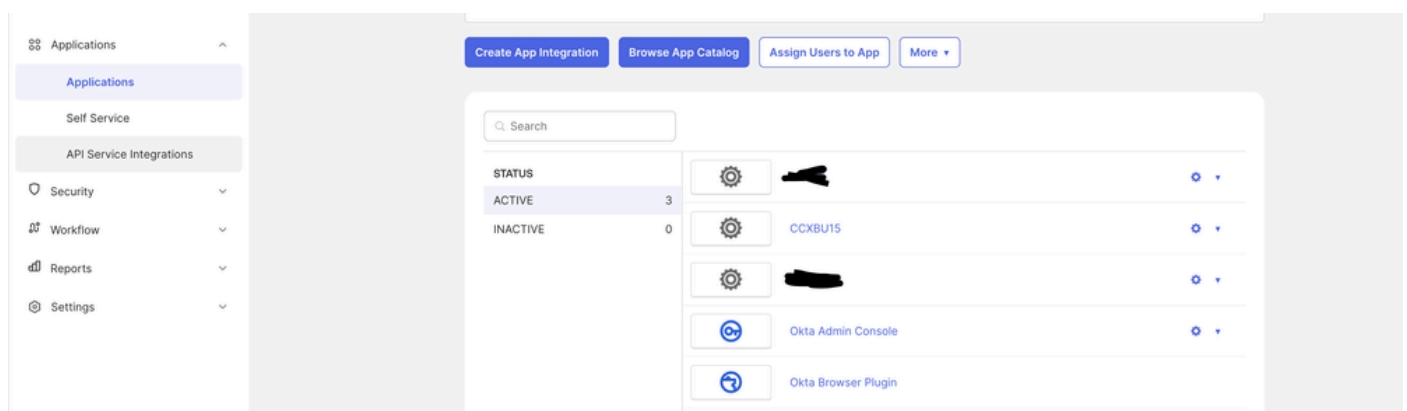 Applications
Applications
Self Service
API Service Integrations
Security
Workflow
Reports
Settings
Create App Integration
Browse App Catalog
Assign Users to App
More
Search
STATUS
ACTIVE 3
INACTIVE 0
CCXBU15
Okta Admin Console
Okta Browser Plugin